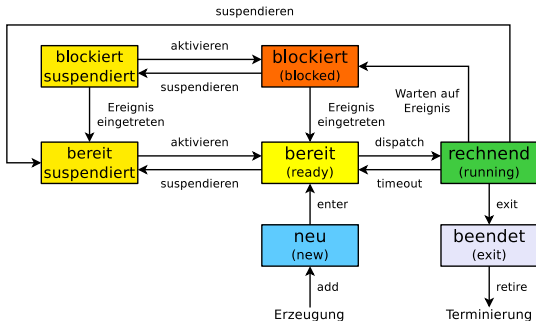 suspendieren
blockiert
suspendiert
aktivieren
suspendieren
blockiert
(blocked)
Warten auf
Ereignis
Ereignis
eingetreten
Ereignis
eingetreten
bereit
suspendiert
aktivieren
suspendieren
bereit
(ready)
dispatch
timeout
rechnend
(running)
enter
exit
neu
(new)
beendet
(exit)
add
retire
Erzeugung
Terminierung